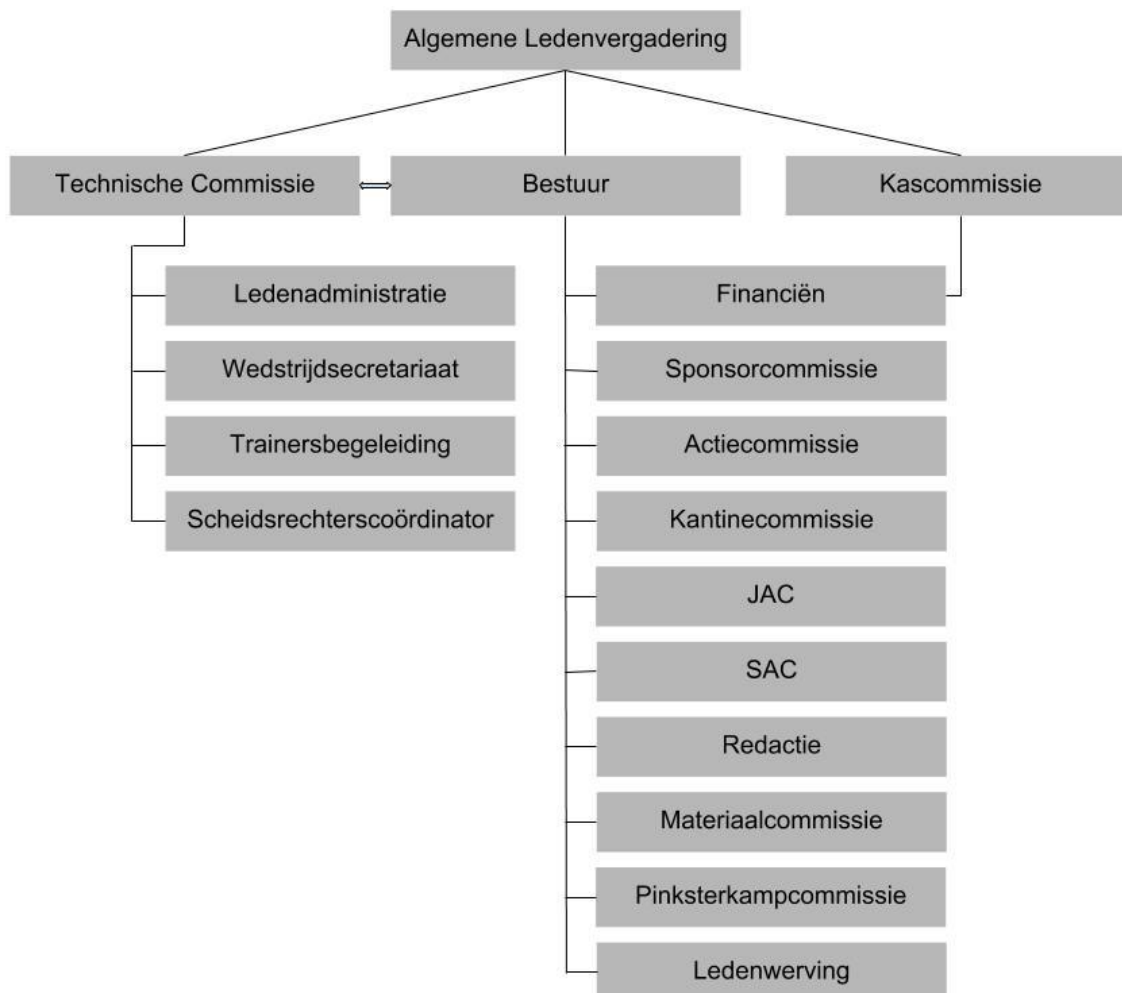 Algemene Ledenvergadering
Technische Commissie
Bestuur
Kascommissie
Ledenadministratie
Wedstrijdsecretariaat
Trainersbegeleiding
Scheidsrechterscoördinator
Financiën
Sponsorcommissie
Actiecommissie
Kantinecommissie
JAC
SAC
Redactie
Materiaalcommissie
Pinksterkampcommissie
Ledenwerving